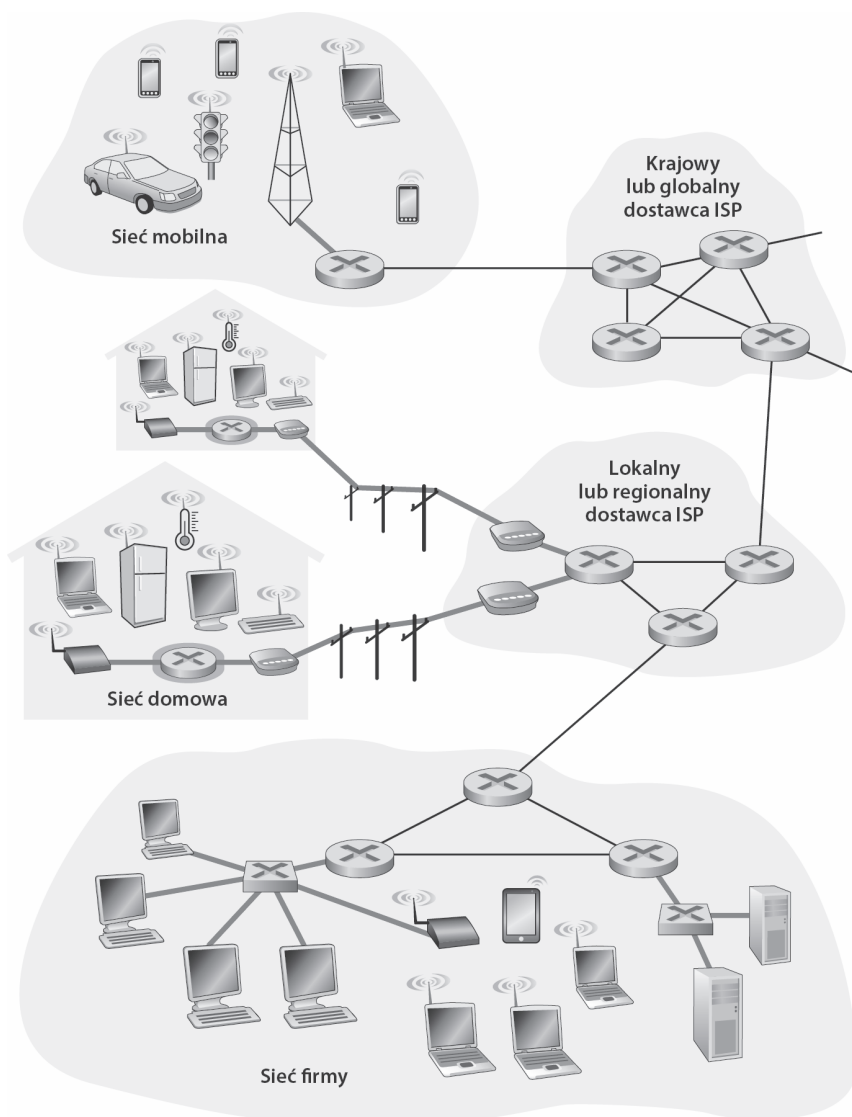 Krajowy
lub globalny
dostawca ISP
Sieć mobilna
Lokalny
lub regionalny
dostawca ISP
Sieć domowa
Sieć firmy